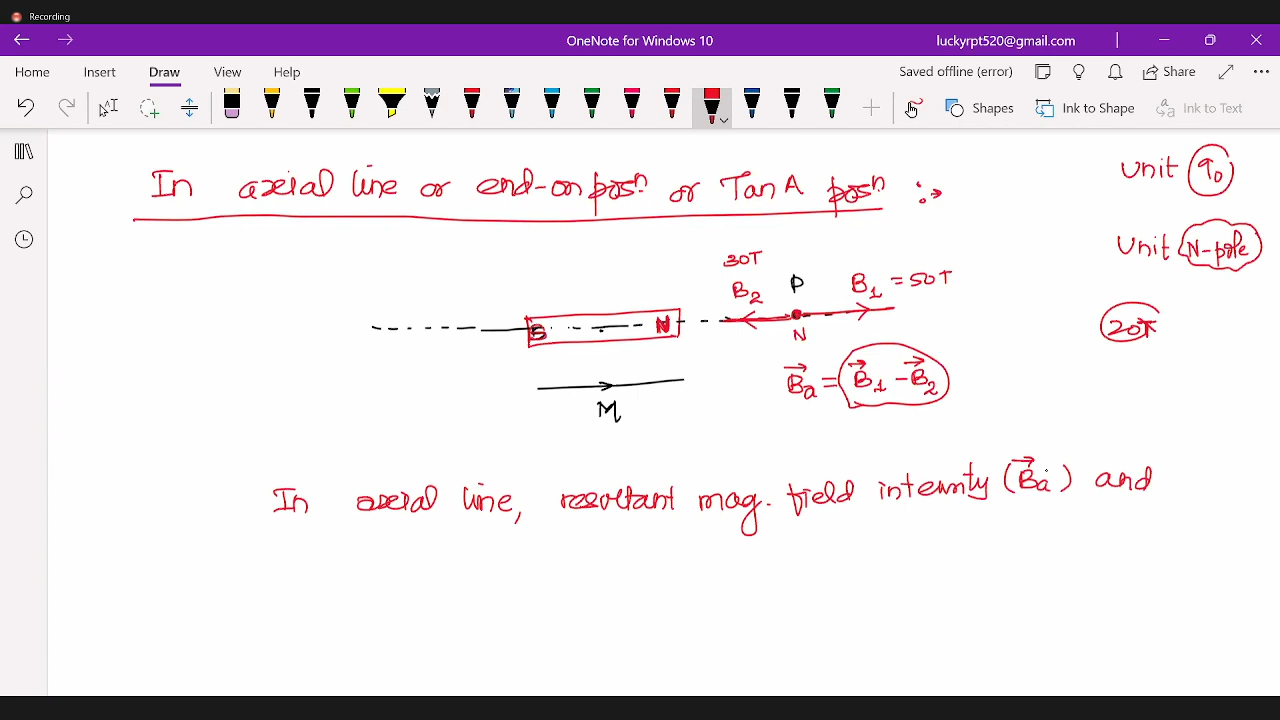 Recording
OneNote for Windows 10
luckyrpt520@gmail.com
Home Insert Draw View Help
Saved offline (error)
Share
Shapes
Ink to Shape
Ink to Text
In axial line or end-on posn or Tan A posn :->
Unit q0
Unit N-pole
30T
B2
P
B1 = 50T
S
N
N
20T
Ba = B1 - B2
M
In axial line, resultant mag. field intensity (Ba) and